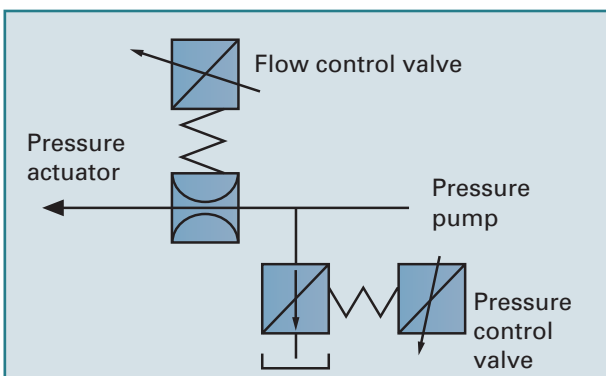 Flow control valve
Pressure
actuator
Pressure
pump
Pressure
control
valve